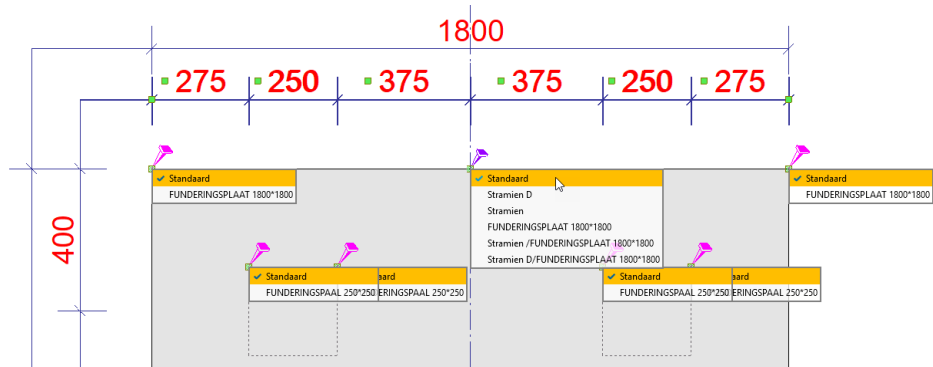 1800
275 250 375 375 250 275
400
Standaard
FUNDERINGSPLAAT 1800*1800
Standaard
Stramien D
Stramien
FUNDERINGSPLAAT 1800*1800
Stramien /FUNDERINGSPLAAT 1800*1800
Stramien D/FUNDERINGSPLAAT 1800*1800
Standaard
FUNDERINGSPLAAT 1800*1800
Standaard
FUNDERINGSPAAL 250*250
aard
ERINGSPAAL 250*250
Standaard
FUNDERINGSPAAL 250*250
aard
ERINGSPAAL 250*250